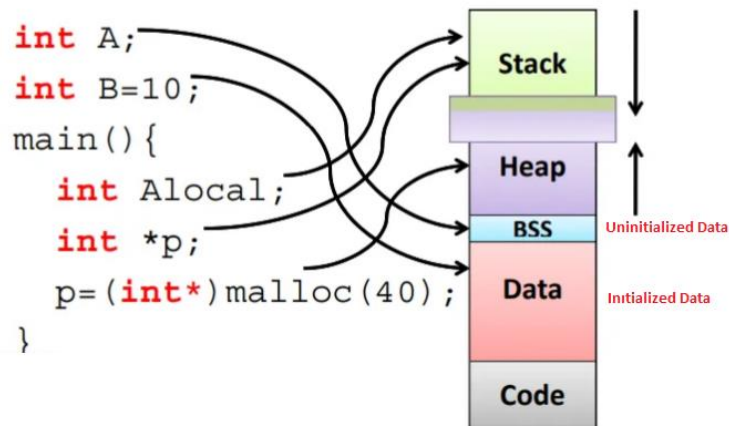 int A;
int B=10;
main(){
int Alocal;
int *p;
p=(int*)malloc(40);
}
Stack
Heap
BSS
Uninitialized Data
Data
Initialized Data
Code